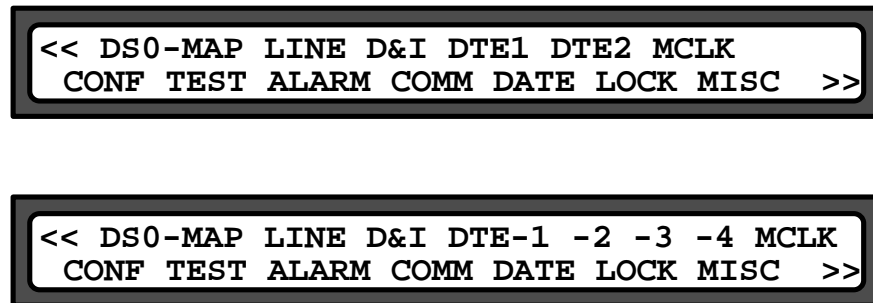 << DS0-MAP LINE D&I DTE1 DTE2 MCLK
CONF TEST ALARM COMM DATE LOCK MISC >>
<< DS0-MAP LINE D&I DTE-1 -2 -3 -4 MCLK
CONF TEST ALARM COMM DATE LOCK MISC >>